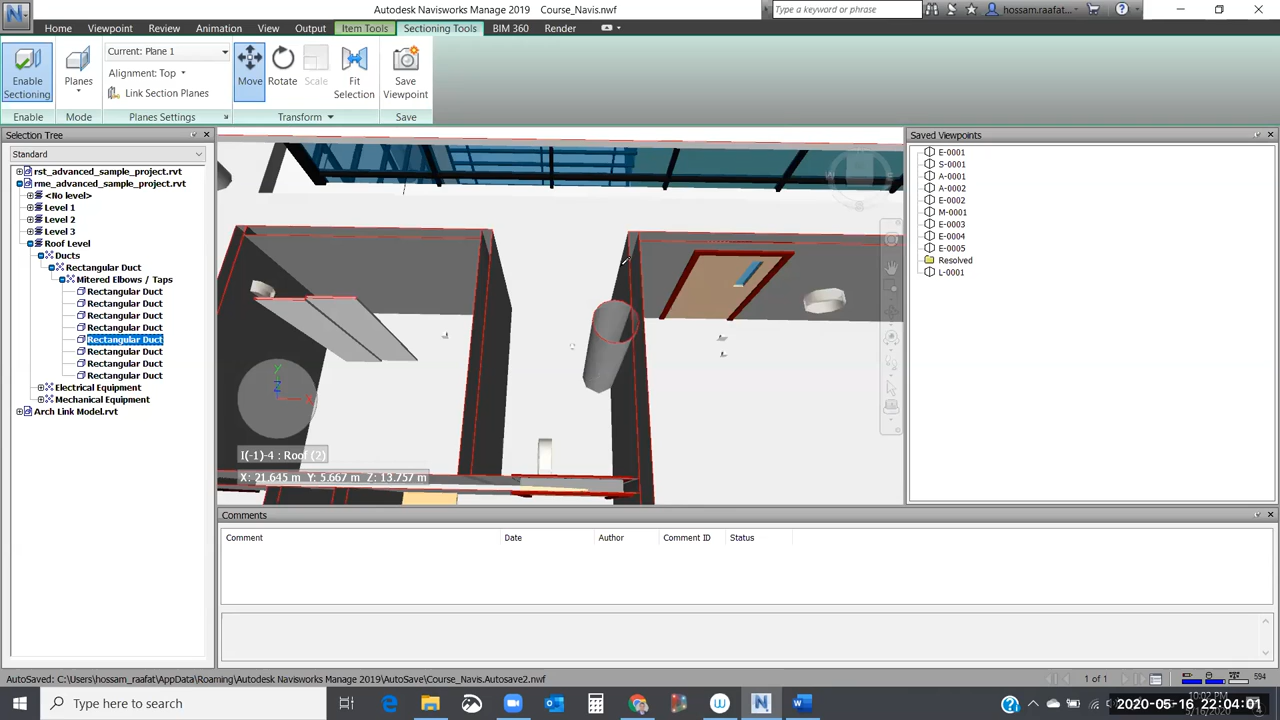 Autodesk Navisworks Manage 2019 Course_Navis.nwf
Type a keyword or phrase
hossam.raafat...
Home Viewpoint Review Animation View Output Item Tools Sectioning Tools BIM 360 Render
Enable Sectioning
Planes
Current: Plane 1
Alignment: Top
Link Section Planes
Move
Rotate
Scale
Fit Selection
Save Viewpoint
Enable Mode Planes Settings Transform Save
Selection Tree
Standard
rst_advanced_sample_project.rvt
rme_advanced_sample_project.rvt
<No level>
Level 1
Level 2
Level 3
Roof Level
Ducts
Rectangular Duct
Mitered Elbows / Taps
Rectangular Duct
Rectangular Duct
Rectangular Duct
Rectangular Duct
Rectangular Duct
Rectangular Duct
Rectangular Duct
Rectangular Duct
Electrical Equipment
Mechanical Equipment
Arch Link Model.rvt
Y
Z
X
I(-1)-4 : Roof (2)
X: 21.645 m Y: 5.667 m Z: 13.757 m
Saved Viewpoints
E-0001
S-0001
A-0001
A-0002
E-0002
M-0001
E-0003
E-0004
E-0005
Resolved
L-0001
Comments
Comment Date Author Comment ID Status
AutoSaved: C:\Users\hossam_raafat\AppData\Roaming\Autodesk Navisworks Manage 2019\AutoSave\Course_Navis.Autosave2.nwf
1 of 1
594
Type here to search
10:02 PM
2020-05-16 22:04:01